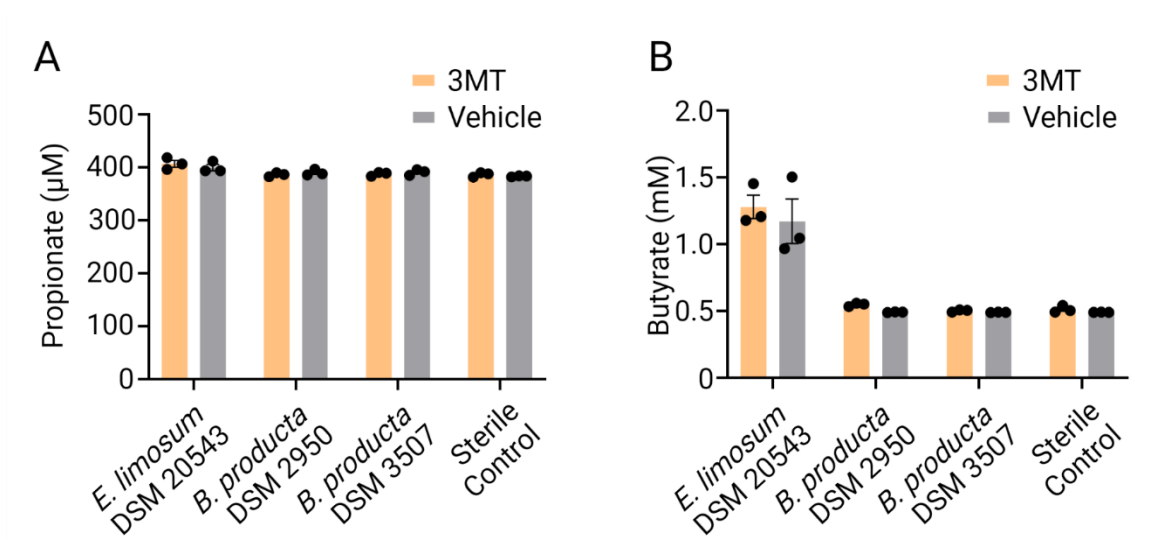 A
3MT
Vehicle
Propionate (µM)
500
400
300
200
100
0
E. limosum
DSM 20543
B. producta
DSM 2950
B. producta
DSM 3507
Sterile
Control
B
3MT
Vehicle
Butyrate (mM)
2.0
1.5
1.0
0.5
0
E. limosum
DSM 20543
B. producta
DSM 2950
B. producta
DSM 3507
Sterile
Control